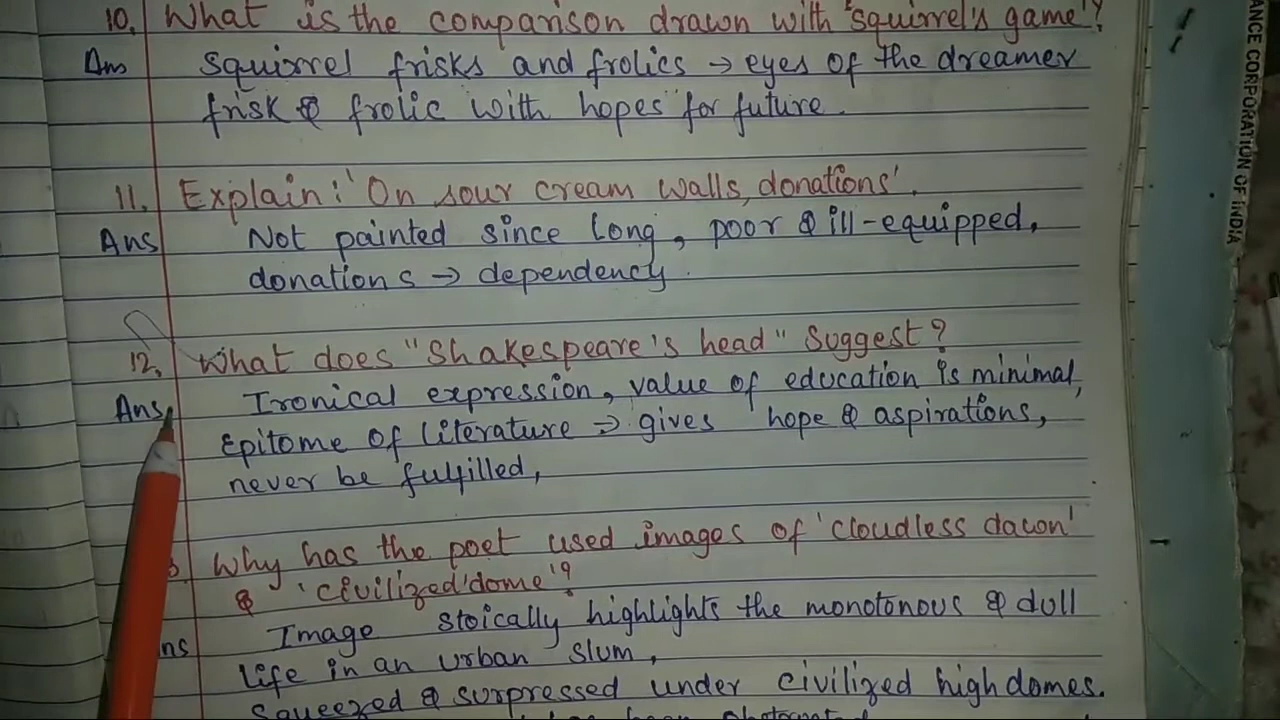 10. What is the comparison drawn with 'squirrel's game'?
Ans Squirrel frisks and frolics → eyes of the dreamer
frisk & frolic with hopes for future.
11. Explain: 'On sour cream walls, donations'.
Ans Not painted since long, poor & ill-equipped,
donations → dependency.
12. What does "Shakespeare's head" suggest?
Ans. Ironical expression, value of education is minimal,
Epitome of literature => gives hope & aspirations,
never be fulfilled,
3. Why has the poet used images of 'cloudless dawn'
& 'civilized dome'?
ns Image stoically highlights the monotonous & dull
life in an urban slum,
Squeezed & surpressed under civilized high domes.
ANCE CORPORATION OF INDIA